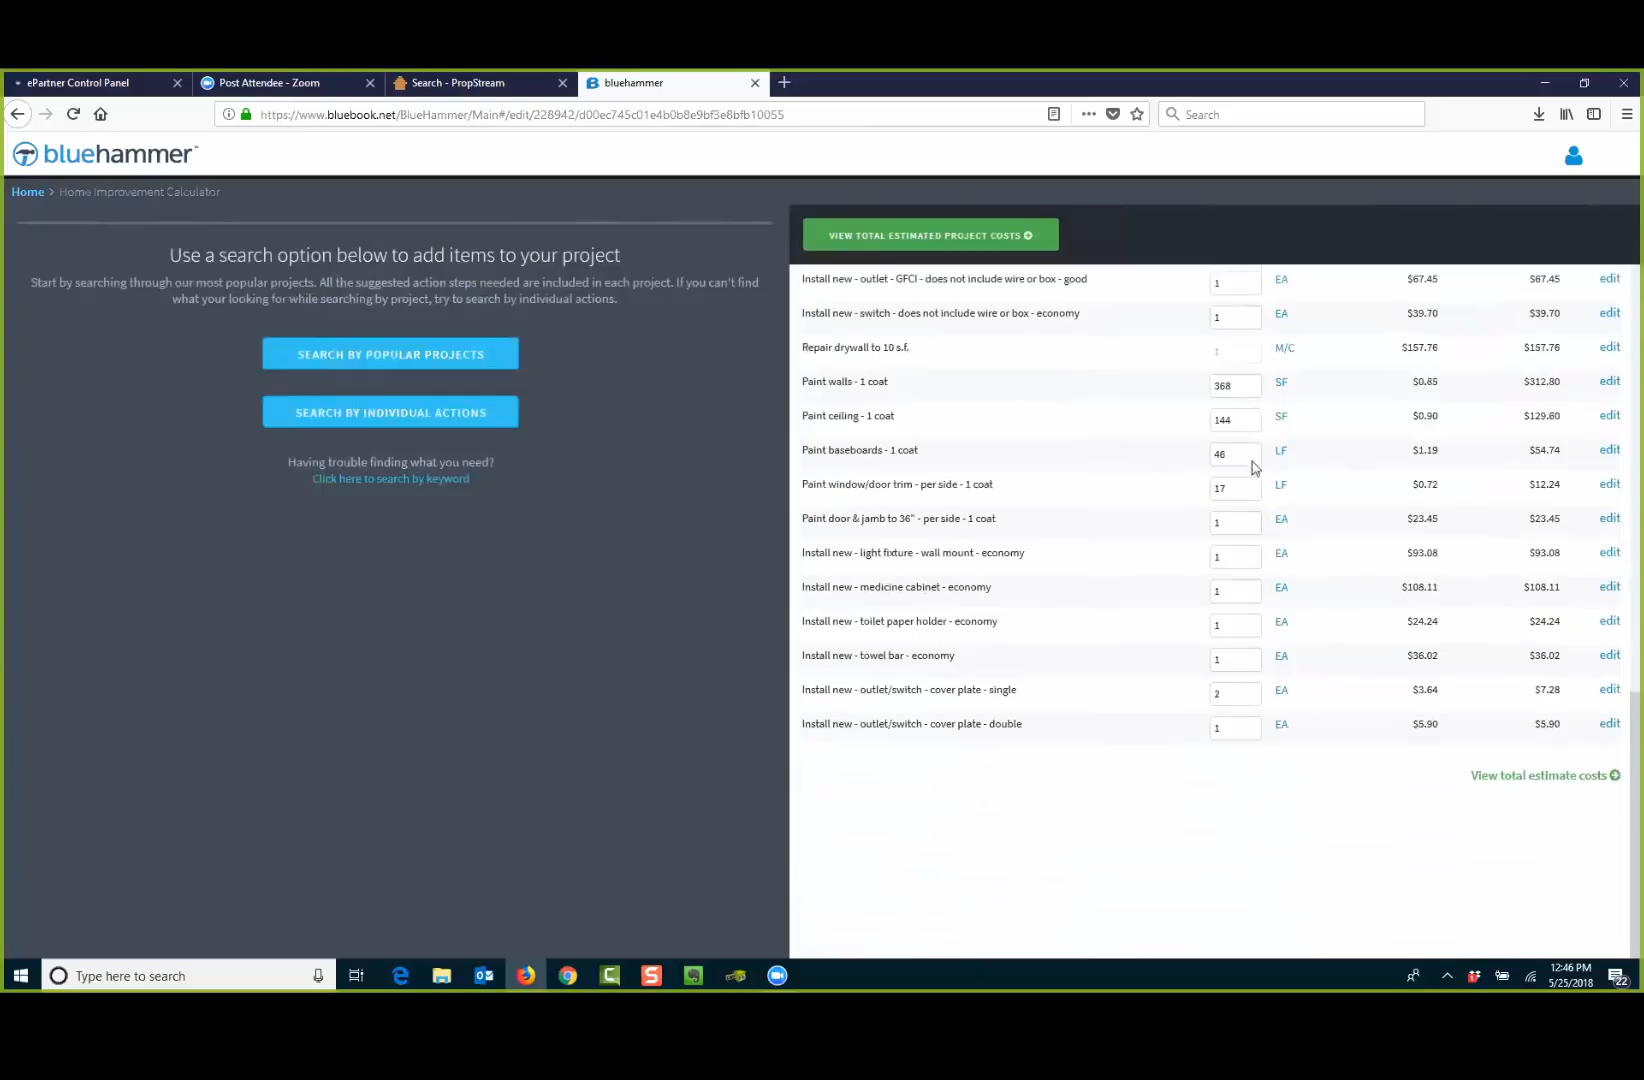 ePartner Control Panel
Post Attendee - Zoom
Search - PropStream
bluehammer
https://www.bluebook.net/BlueHammer/Main#/edit/228942/d00ec745c01e4b0b8e9bf3e8bfb10055
Search
bluehammer
Home > Home Improvement Calculator
Use a search option below to add items to your project
Start by searching through our most popular projects. All the suggested action steps needed are included in each project. If you can't find
what your looking for while searching by project, try to search by individual actions.
SEARCH BY POPULAR PROJECTS
SEARCH BY INDIVIDUAL ACTIONS
Having trouble finding what you need?
Click here to search by keyword
VIEW TOTAL ESTIMATED PROJECT COSTS
Install new - outlet - GFCI - does not include wire or box - good 1 EA $67.45 $67.45 edit
Install new - switch - does not include wire or box - economy 1 EA $39.70 $39.70 edit
Repair drywall to 10 s.f. 1 M/C $157.76 $157.76 edit
Paint walls - 1 coat 368 SF $0.85 $312.80 edit
Paint ceiling - 1 coat 144 SF $0.90 $129.60 edit
Paint baseboards - 1 coat 46 LF $1.19 $54.74 edit
Paint window/door trim - per side - 1 coat 17 LF $0.72 $12.24 edit
Paint door & jamb to 36" - per side - 1 coat 1 EA $23.45 $23.45 edit
Install new - light fixture - wall mount - economy 1 EA $93.08 $93.08 edit
Install new - medicine cabinet - economy 1 EA $108.11 $108.11 edit
Install new - toilet paper holder - economy 1 EA $24.24 $24.24 edit
Install new - towel bar - economy 1 EA $36.02 $36.02 edit
Install new - outlet/switch - cover plate - single 2 EA $3.64 $7.28 edit
Install new - outlet/switch - cover plate - double 1 EA $5.90 $5.90 edit
View total estimate costs
Type here to search
12:46 PM
5/25/2018
22